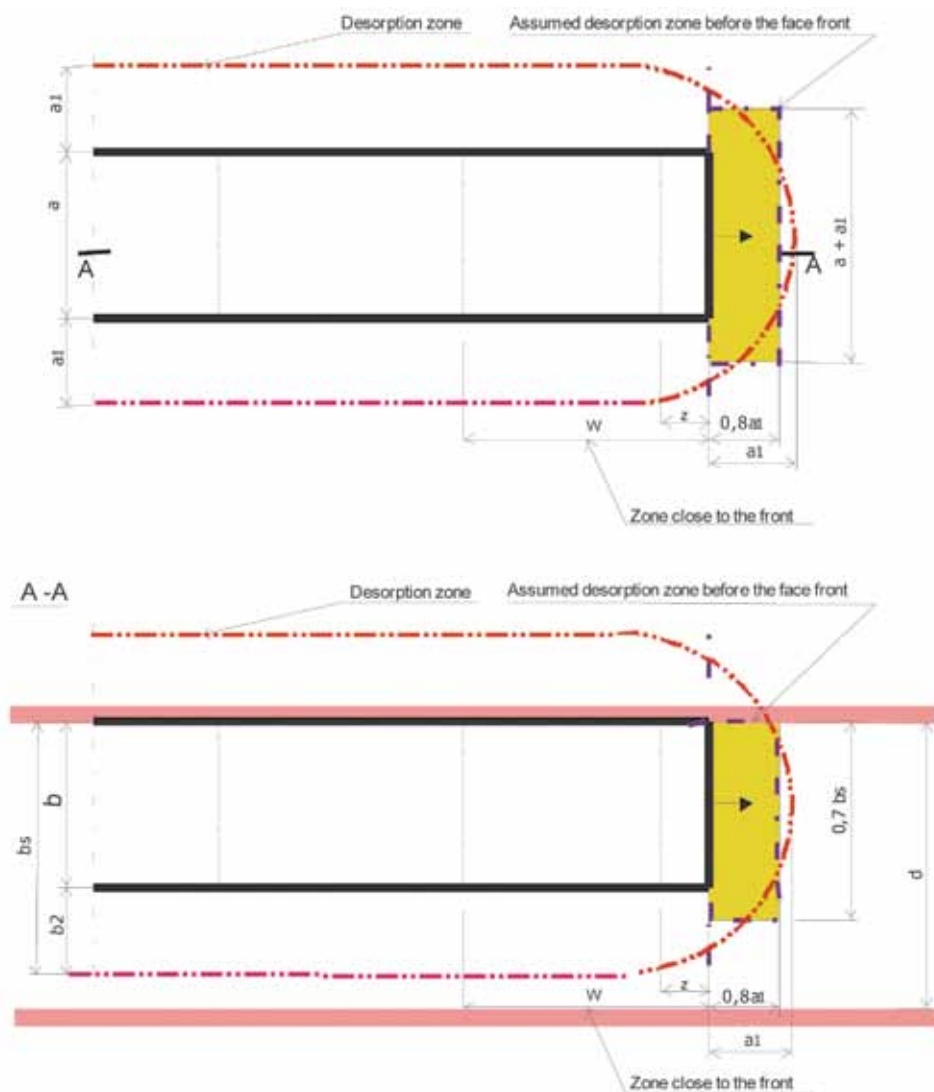 Desorption zone
Assumed desorption zone before the face front
a1
a
a1
A
A
a + a1
z
0,8a1
W
a1
Zone close to the front
A -A
Desorption zone
Assumed desorption zone before the face front
bs
b
b2
0,7 bs
d
z
0,8a1
W
a1
Zone close to the front